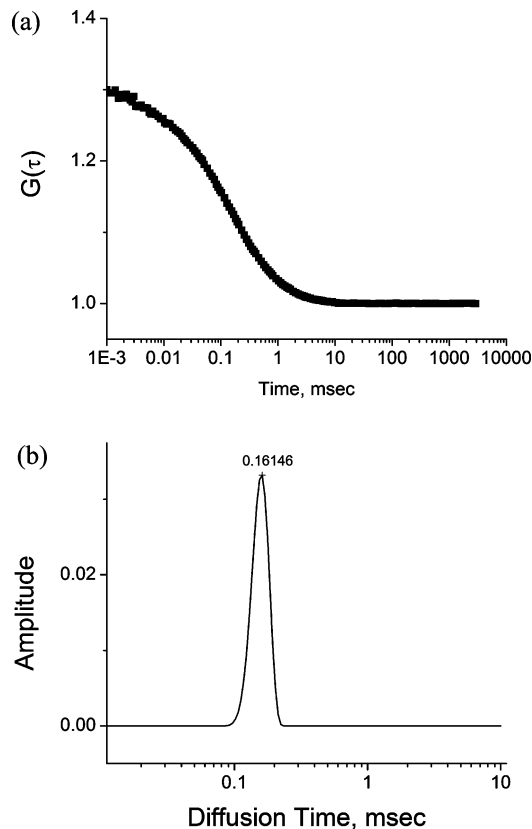 (a)
1.4
1.2
1.0
G(τ)
1E-3 0.01 0.1 1 10 100 1000 10000
Time, msec
(b)
0.16146
0.02
0.00
Amplitude
0.1 1 10
Diffusion Time, msec